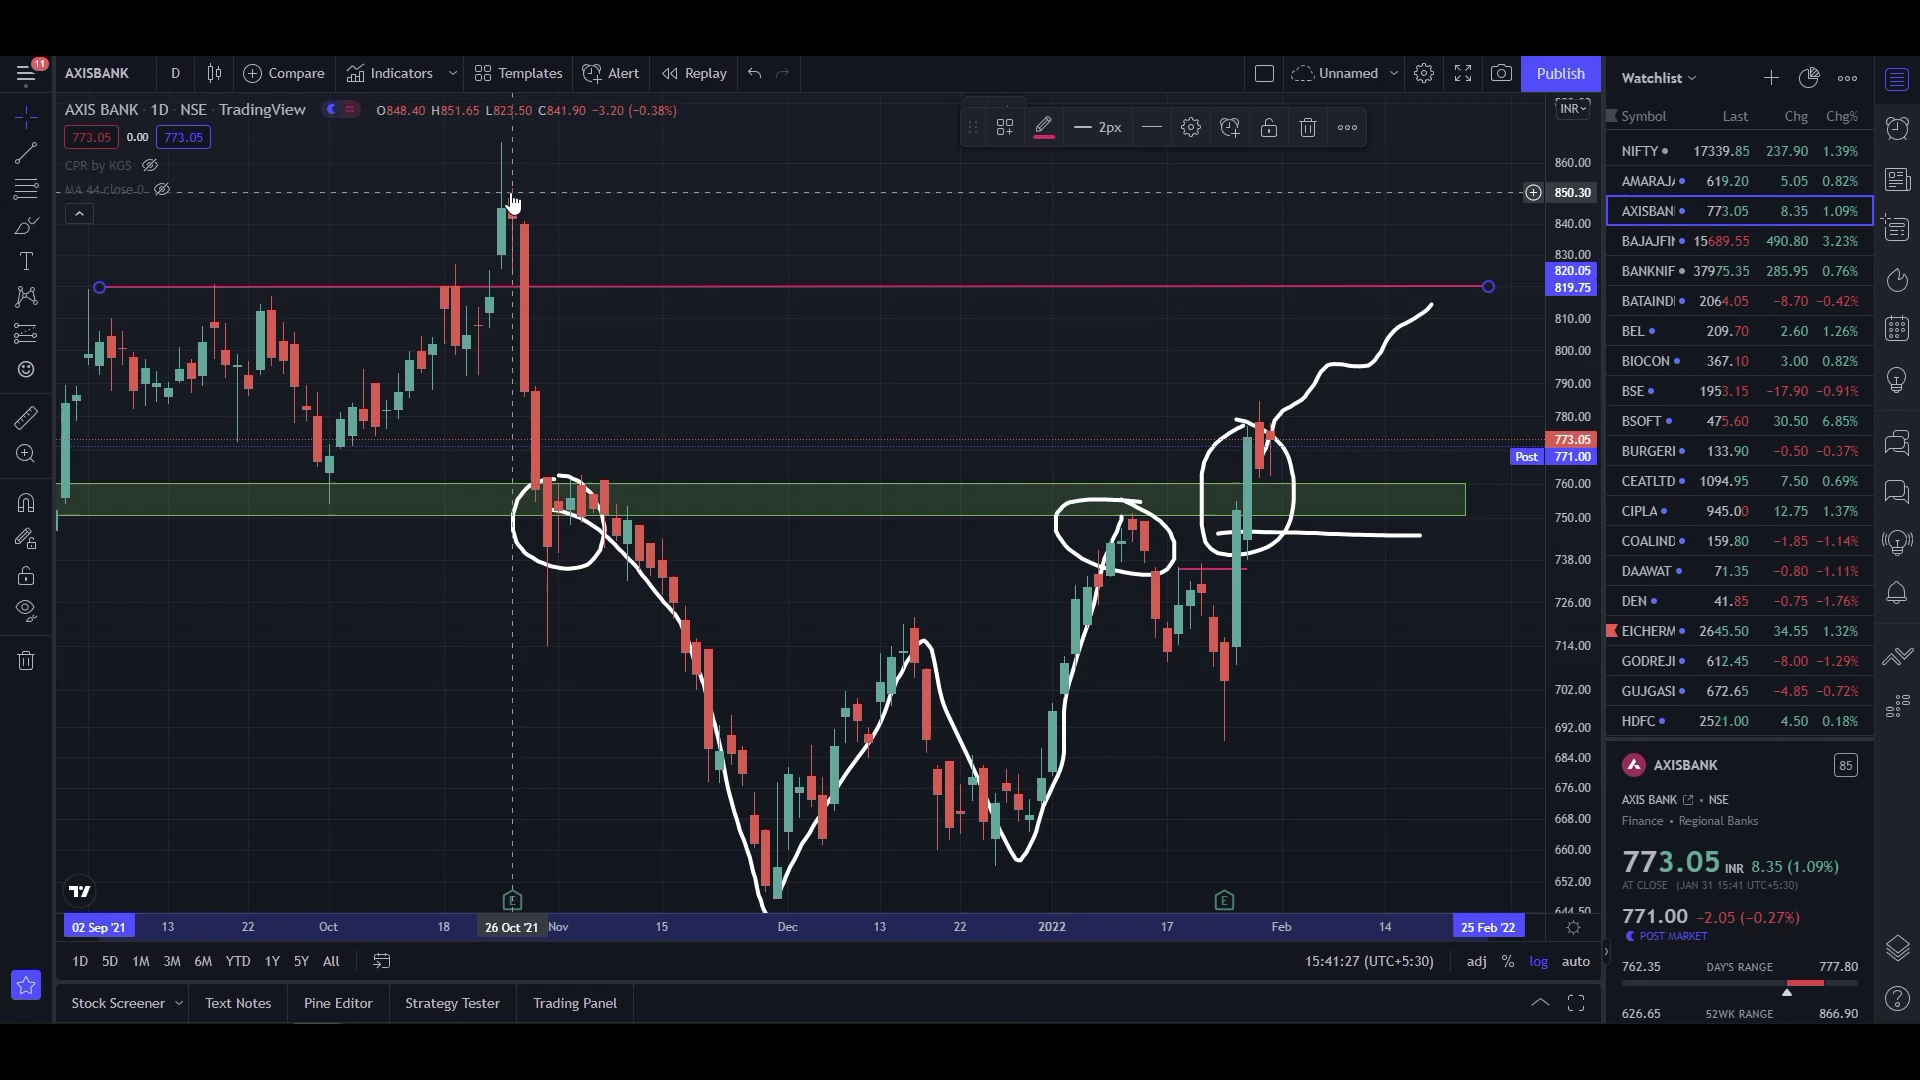 11
AXISBANK D Compare Indicators Templates Alert Replay Unnamed Publish
AXIS BANK · 1D · NSE · TradingView O848.40 H851.65 L823.50 C841.90 −3.20 (−0.38%)
773.05 0.00 773.05
CPR by KGS
MA 44 close 0
2px
INR
860.00
850.30
840.00
830.00
820.05
819.75
810.00
800.00
790.00
780.00
773.05
Post 771.00
760.00
750.00
738.00
726.00
714.00
702.00
692.00
684.00
676.00
668.00
660.00
652.00
644.50
E E
02 Sep '21 13 22 Oct 18 26 Oct '21 Nov 15 Dec 13 22 2022 17 Feb 14 25 Feb '22
1D 5D 1M 3M 6M YTD 1Y 5Y All 15:41:27 (UTC+5:30) adj % log auto
Stock Screener Text Notes Pine Editor Strategy Tester Trading Panel
Watchlist
Symbol Last Chg Chg%
NIFTY 17339.85 237.90 1.39%
AMARAJA 619.20 5.05 0.82%
AXISBAN 773.05 8.35 1.09%
BAJAJFIN 15689.55 490.80 3.23%
BANKNIF 37975.35 285.95 0.76%
BATAINDI 2064.05 −8.70 −0.42%
BEL 209.70 2.60 1.26%
BIOCON 367.10 3.00 0.82%
BSE 1953.15 −17.90 −0.91%
BSOFT 475.60 30.50 6.85%
BURGERI 133.90 −0.50 −0.37%
CEATLTD 1094.95 7.50 0.69%
CIPLA 945.00 12.75 1.37%
COALIND 159.80 −1.85 −1.14%
DAAWAT 71.35 −0.80 −1.11%
DEN 41.85 −0.75 −1.76%
EICHERM 2645.50 34.55 1.32%
GODREJI 612.45 −8.00 −1.29%
GUJGASI 672.65 −4.85 −0.72%
HDFC 2521.00 4.50 0.18%
AXISBANK 85
AXIS BANK • NSE
Finance • Regional Banks
773.05 INR 8.35 (1.09%)
AT CLOSE (JAN 31 15:41 UTC+5:30)
771.00 −2.05 (−0.27%)
POST MARKET
762.35 DAY'S RANGE 777.80
626.65 52WK RANGE 866.90